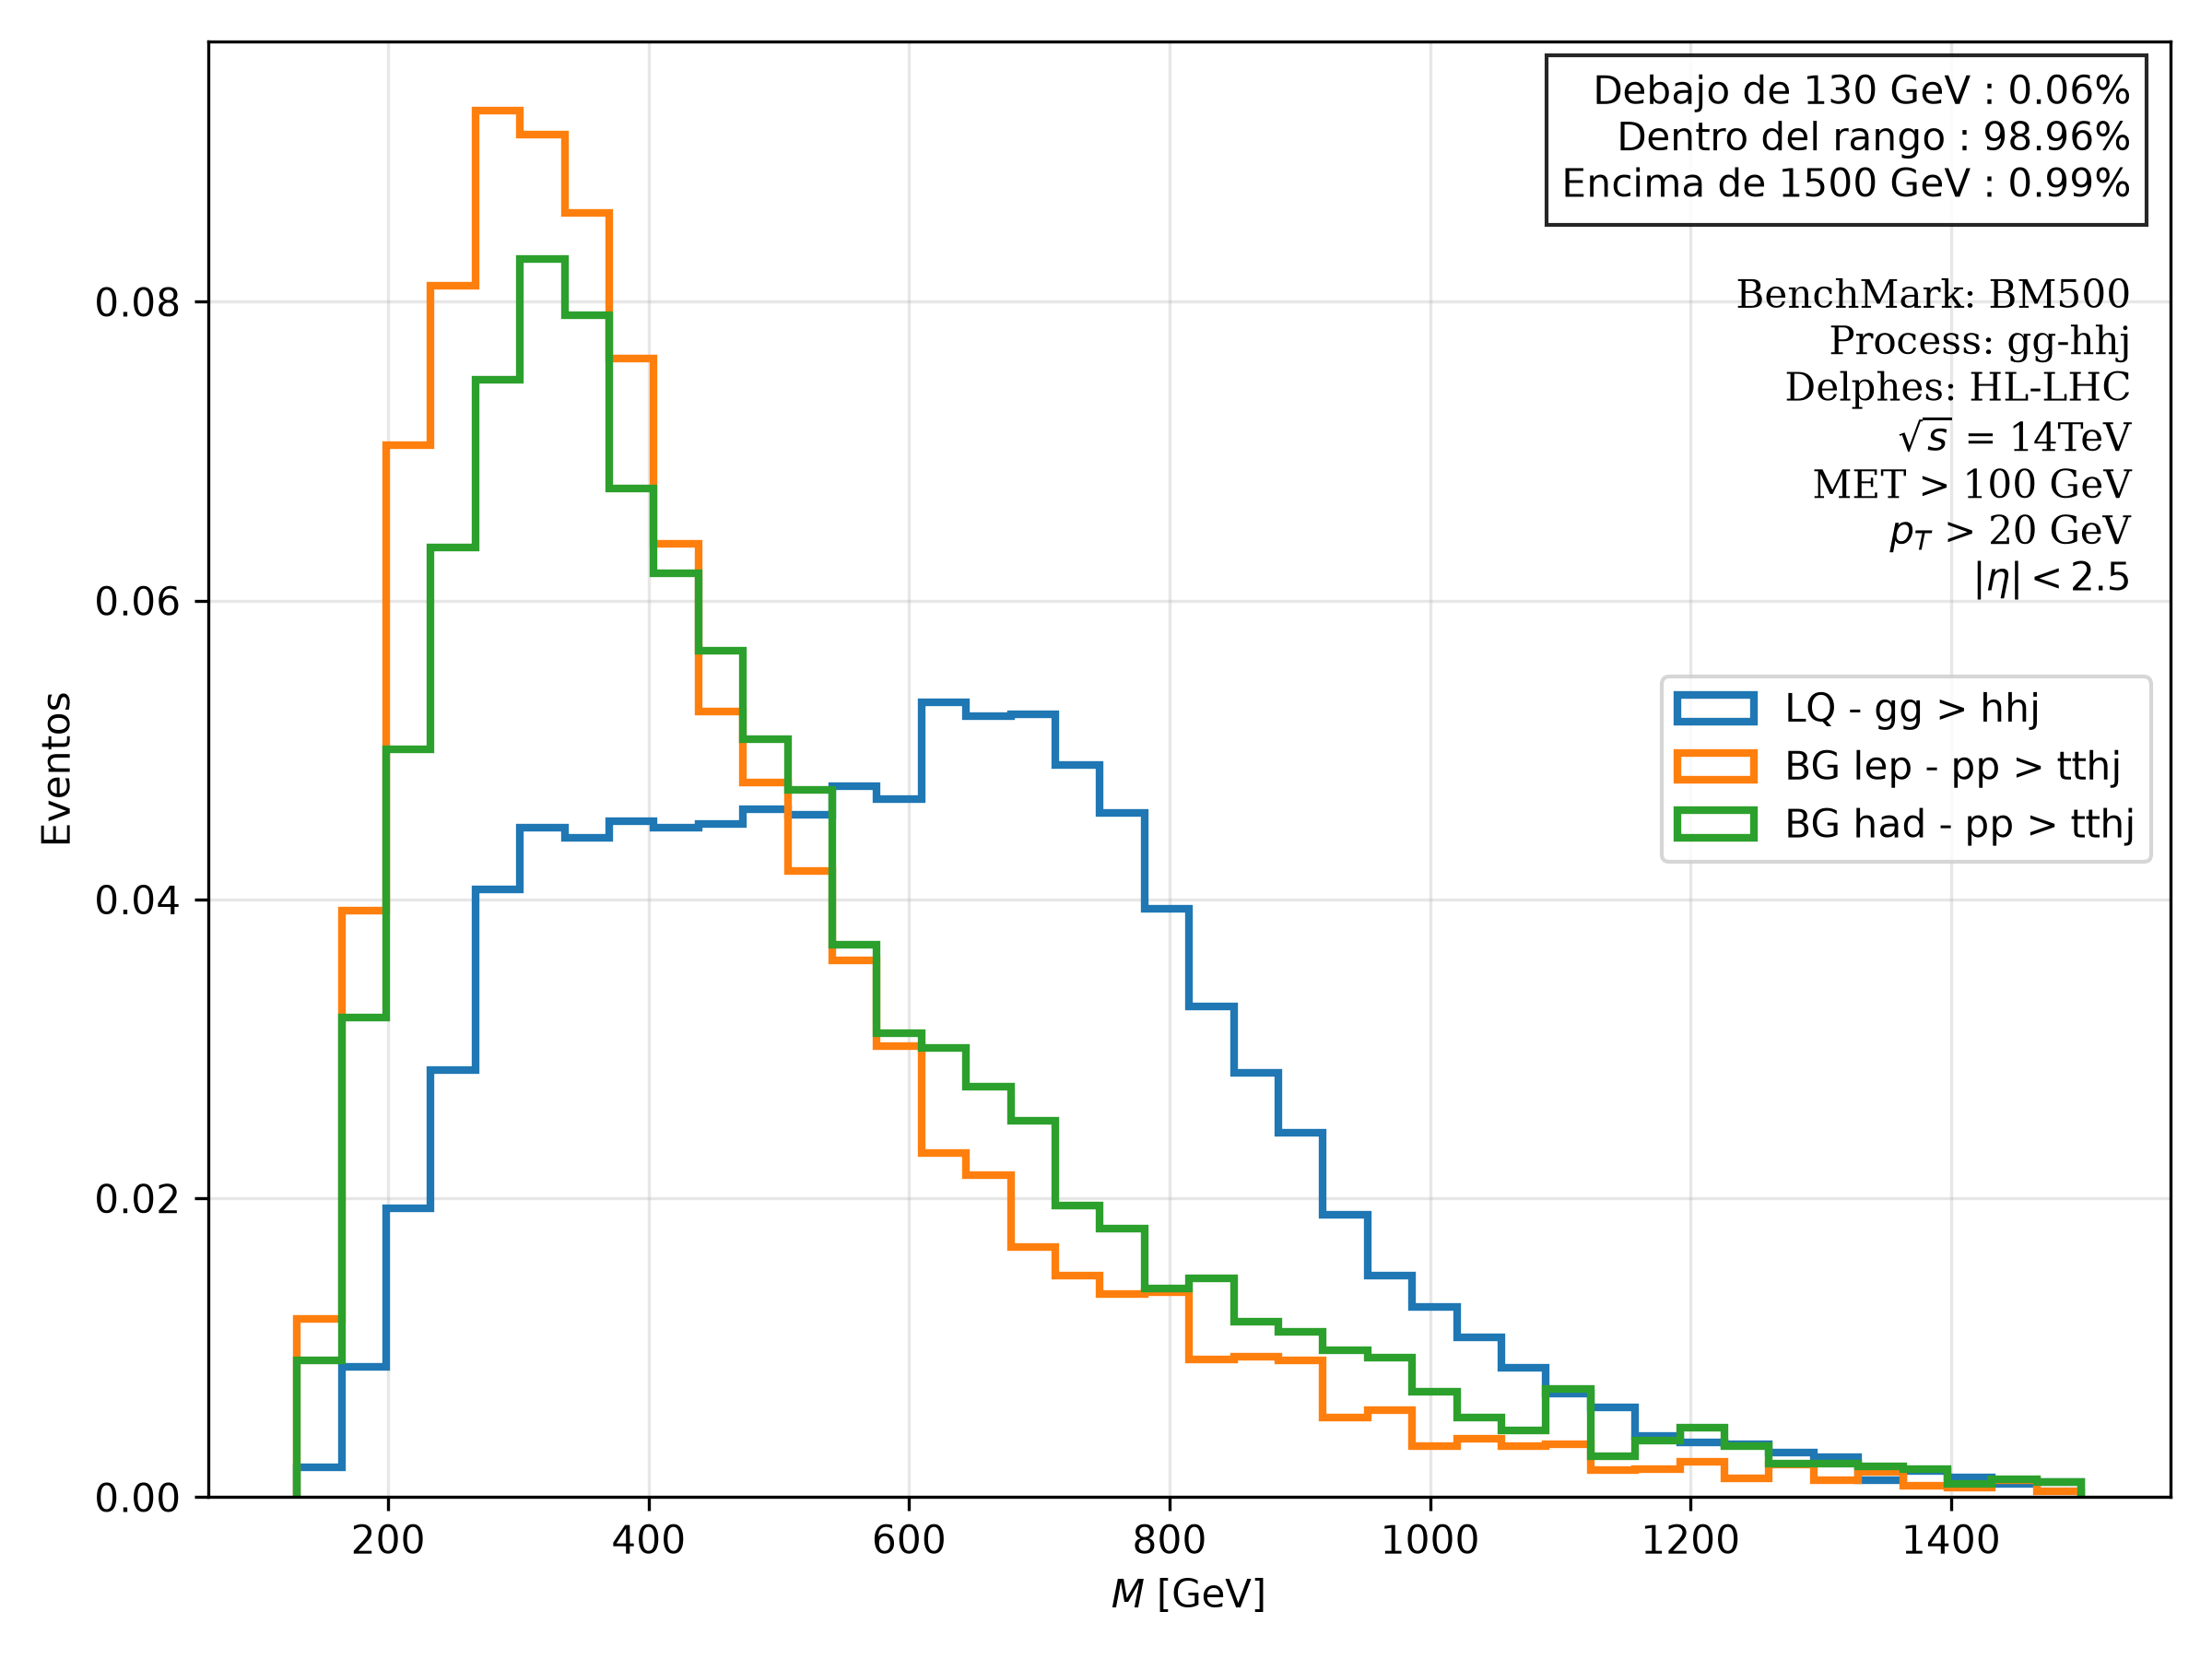 Debajo de 130 GeV : 0.06%
Dentro del rango : 98.96%
Encima de 1500 GeV : 0.99%
BenchMark: BM500
Process: gg-hhj
Delphes: HL-LHC
√s = 14TeV
MET > 100 GeV
p_T > 20 GeV
|η| < 2.5
LQ - gg > hhj
BG lep - pp > tthj
BG had - pp > tthj
Eventos
0.08
0.06
0.04
0.02
0.00
200 400 600 800 1000 1200 1400
M [GeV]